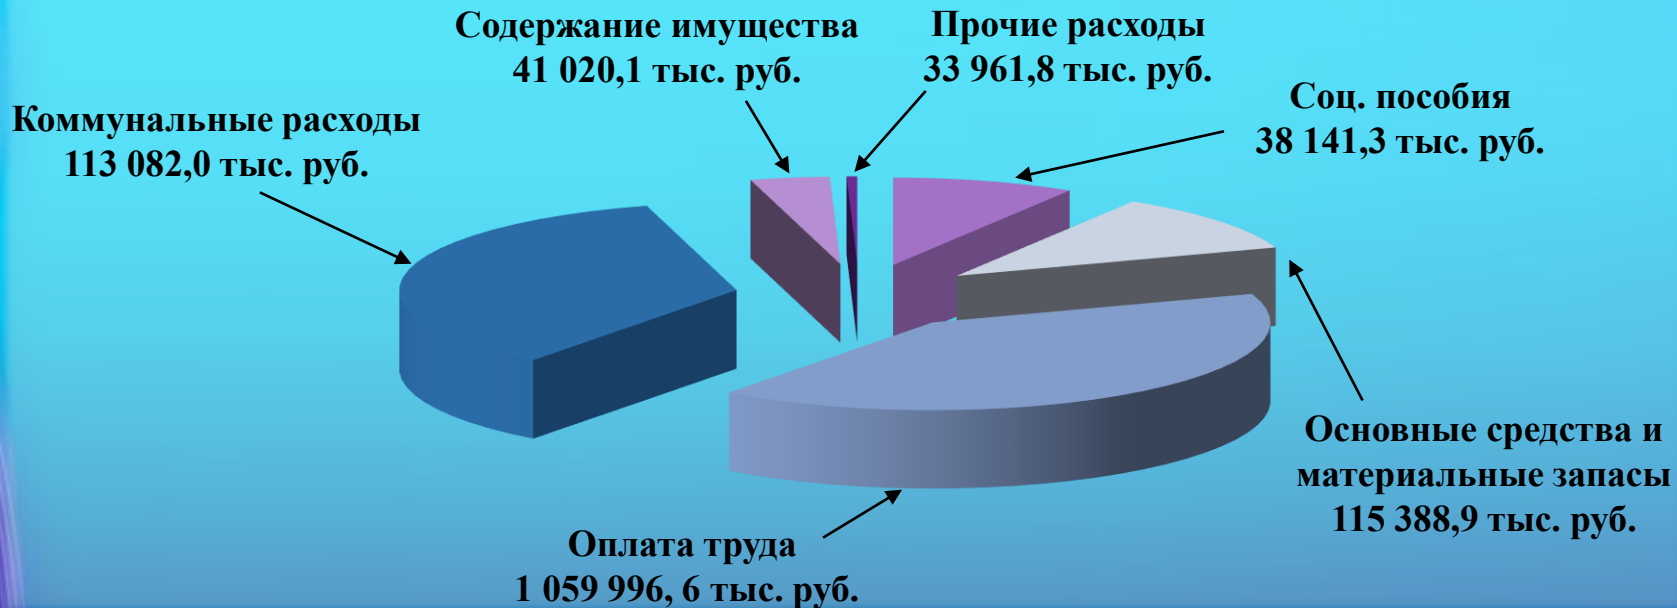 Содержание имущества
41 020,1 тыс. руб.
Прочие расходы
33 961,8 тыс. руб.
Соц. пособия
38 141,3 тыс. руб.
Коммунальные расходы
113 082,0 тыс. руб.
Основные средства и
материальные запасы
115 388,9 тыс. руб.
Оплата труда
1 059 996, 6 тыс. руб.